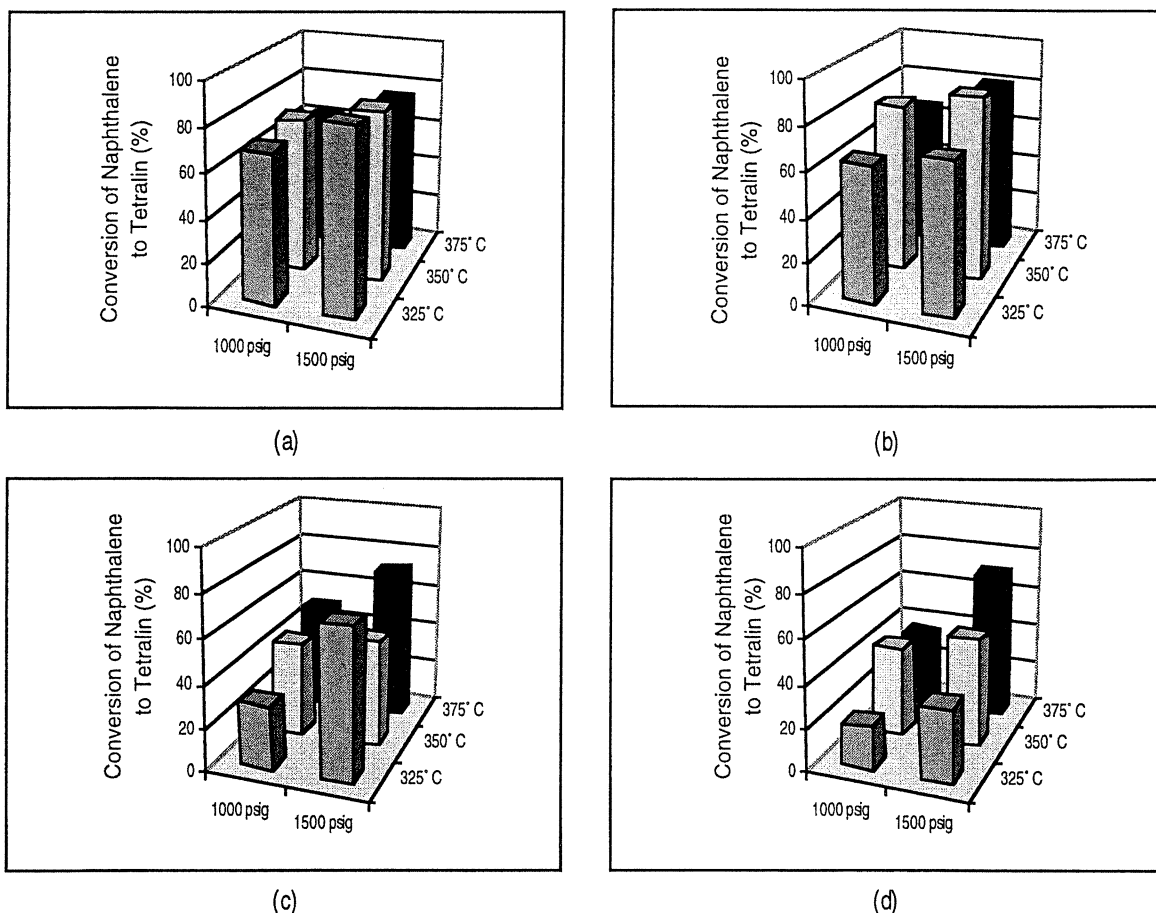 Conversion of Naphthalene
to Tetralin (%)
100
80
60
40
20
0
1000 psig
1500 psig
325° C
350° C
375° C
(a)
Conversion of Naphthalene
to Tetralin (%)
100
80
60
40
20
0
1000 psig
1500 psig
325° C
350° C
375° C
(b)
Conversion of Naphthalene
to Tetralin (%)
100
80
60
40
20
0
1000 psig
1500 psig
325° C
350° C
375° C
(c)
Conversion of Naphthalene
to Tetralin (%)
100
80
60
40
20
0
1000 psig
1500 psig
325° C
350° C
375° C
(d)